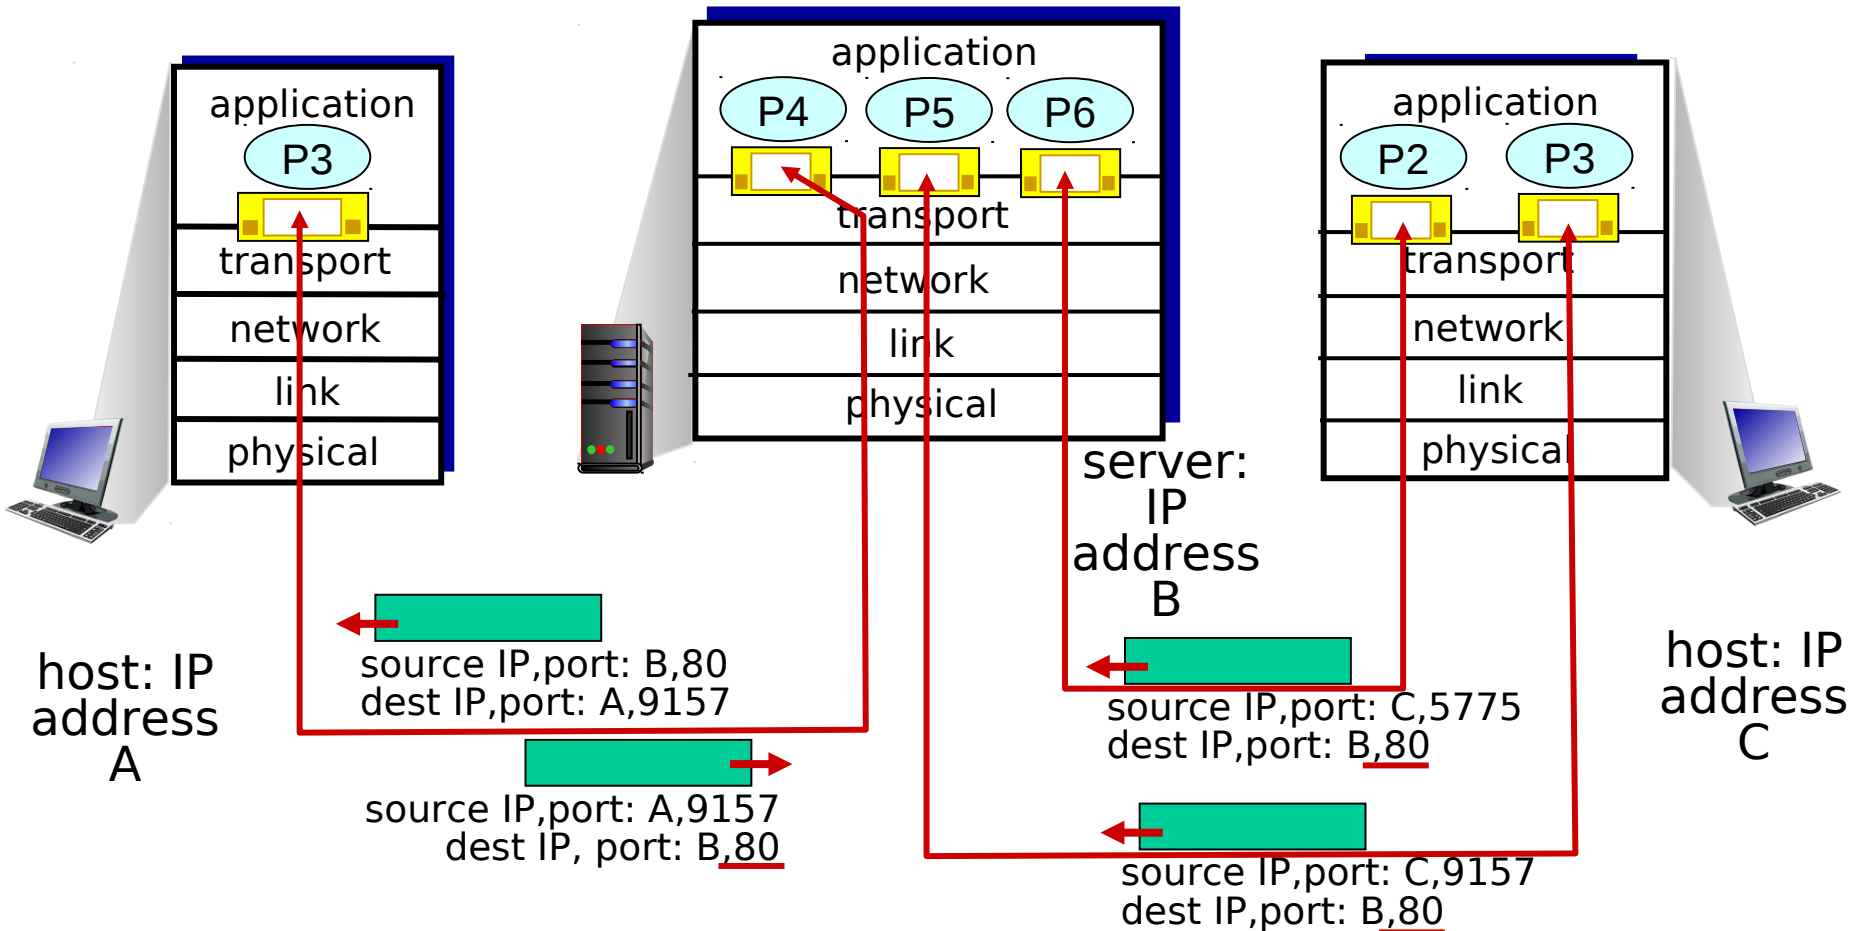 application
P3
transport
network
link
physical
host: IP
address
A
application
P4
P5
P6
transport
network
link
physical
server:
IP
address
B
application
P2
P3
transport
network
link
physical
host: IP
address
C
source IP,port: B,80
dest IP,port: A,9157
source IP,port: A,9157
dest IP, port: B,80
source IP,port: C,5775
dest IP,port: B,80
source IP,port: C,9157
dest IP,port: B,80